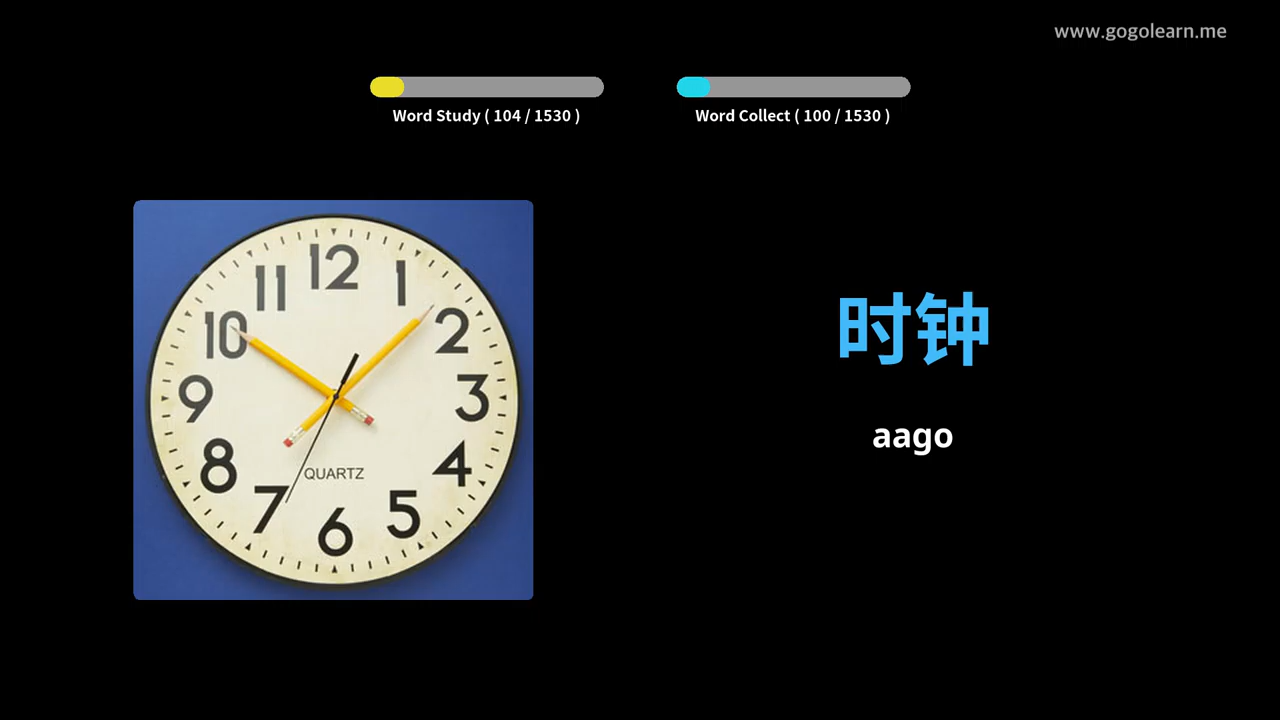 www.gogolearn.me
Word Study ( 104 / 1530 )
Word Collect ( 100 / 1530 )
12
11
1
10
2
9
3
8
4
QUARTZ
7
5
6
时钟
aago